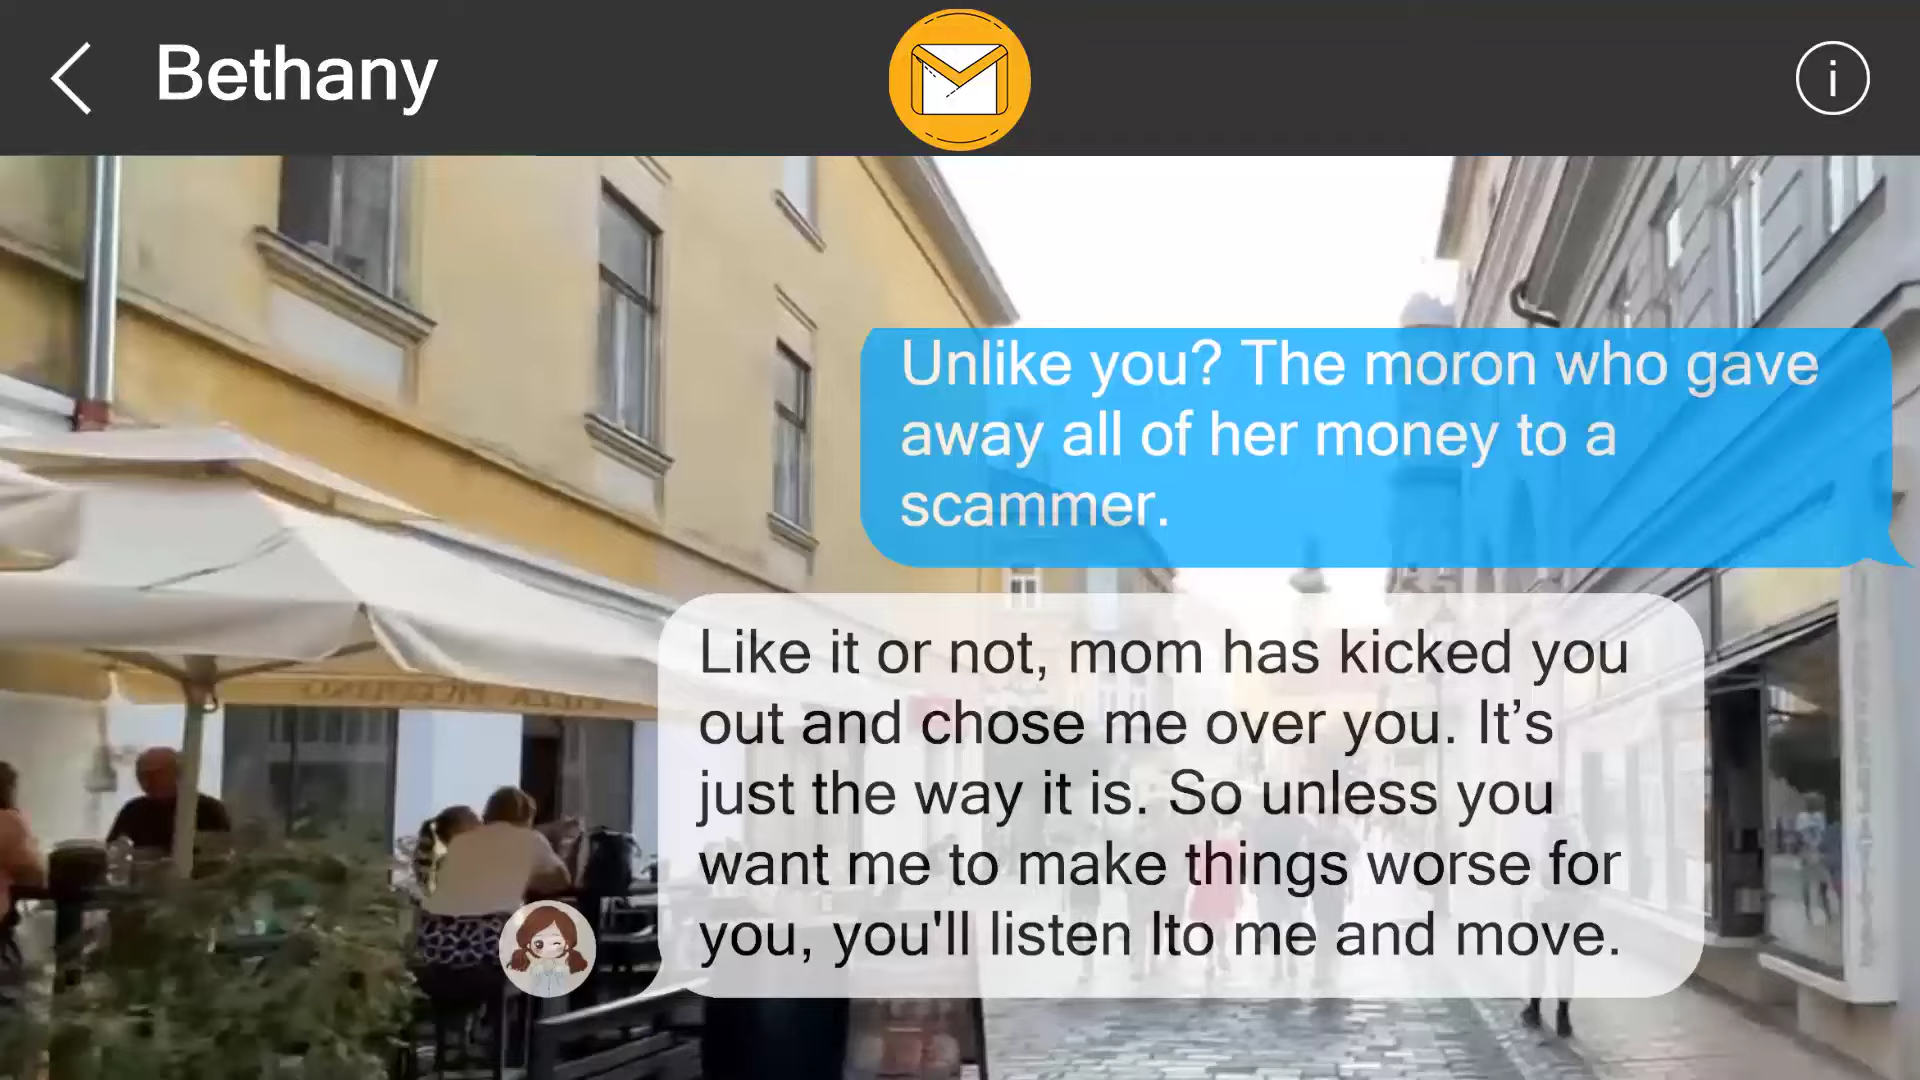 Bethany
i
Unlike you? The moron who gave
away all of her money to a
scammer.
Like it or not, mom has kicked you
out and chose me over you. It’s
just the way it is. So unless you
want me to make things worse for
you, you'll listen lto me and move.